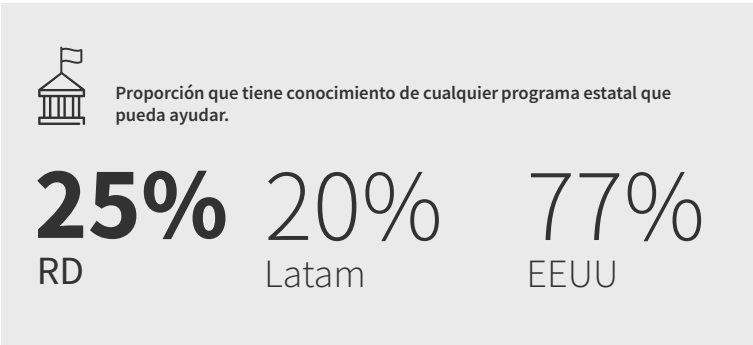 Proporción que tiene conocimiento de cualquier programa estatal que
pueda ayudar.
25% 20% 77%
RD Latam EEUU